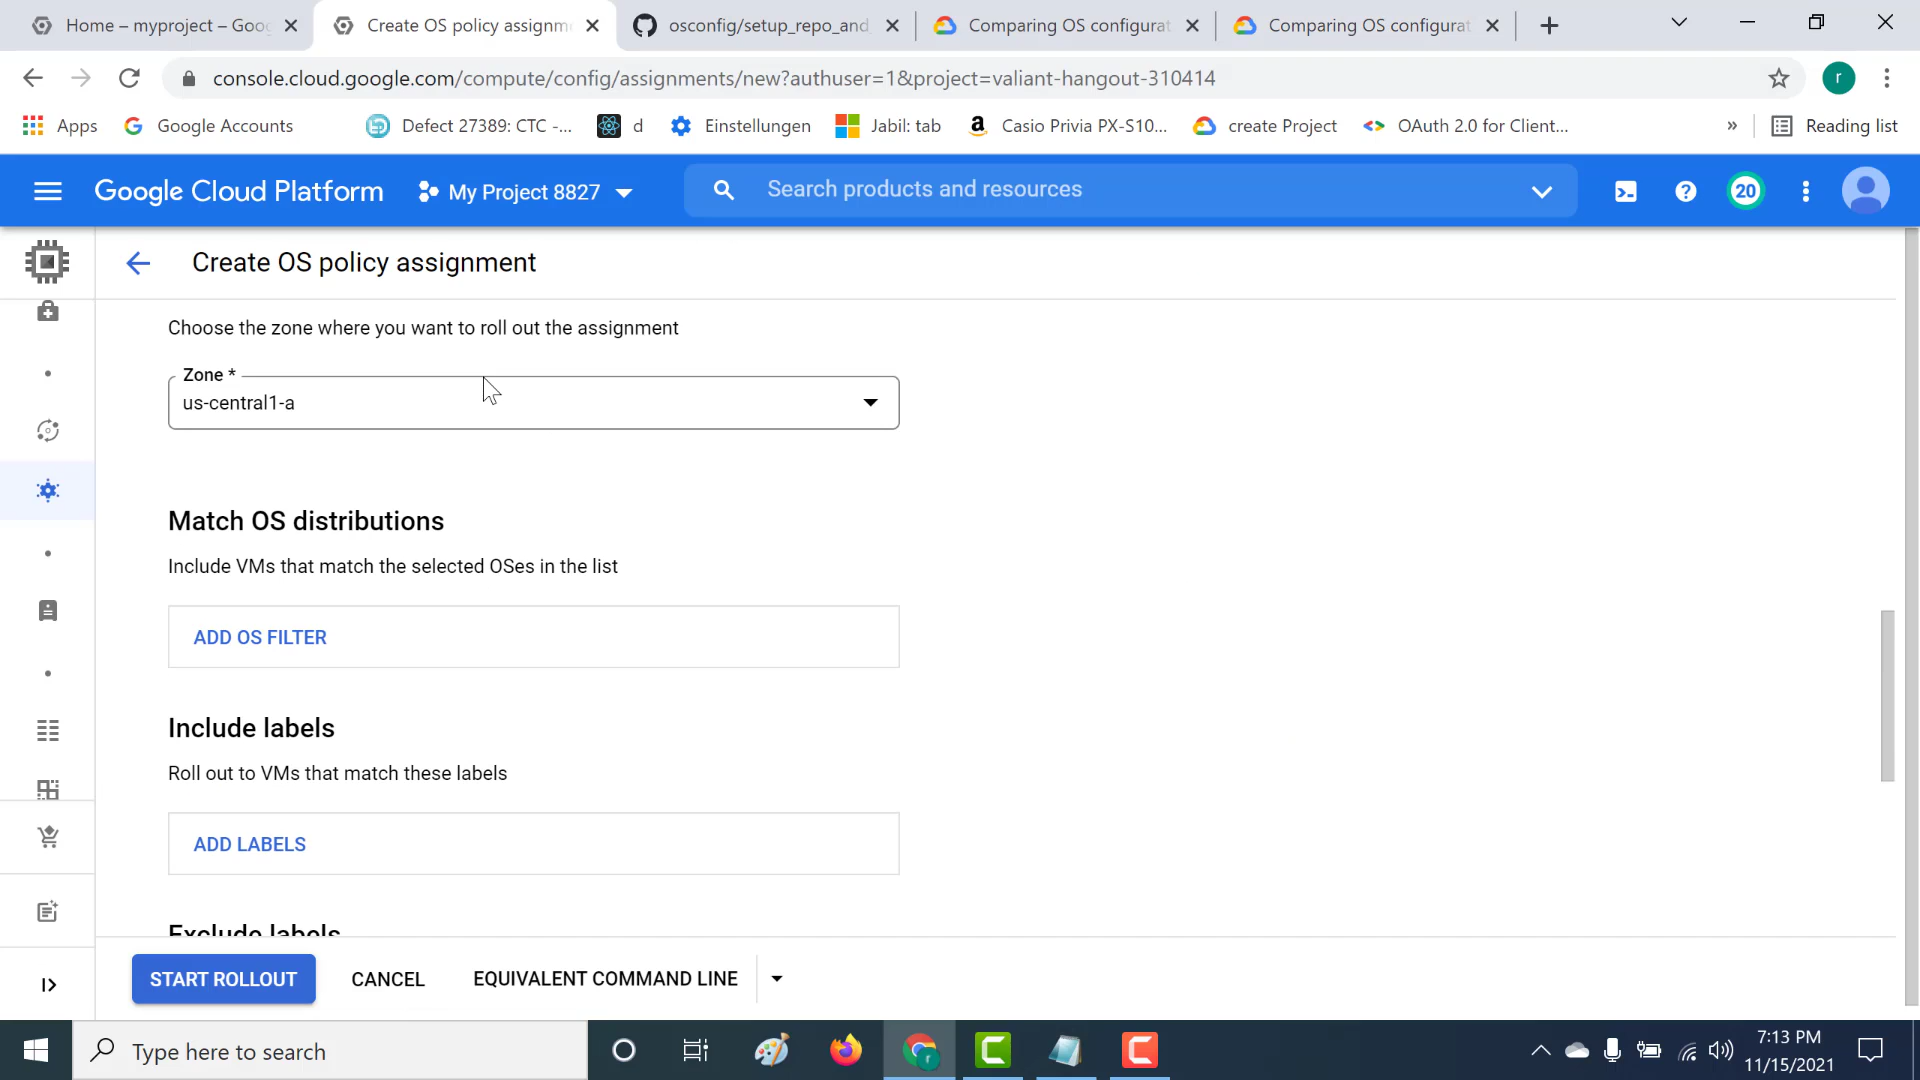 Home – myproject – Goog
Create OS policy assignm
osconfig/setup_repo_and_
Comparing OS configurat
Comparing OS configurat
console.cloud.google.com/compute/config/assignments/new?authuser=1&project=valiant-hangout-310414
r
Apps
Google Accounts
Defect 27389: CTC -...
d
Einstellungen
Jabil: tab
Casio Privia PX-S10...
create Project
OAuth 2.0 for Client...
»
Reading list
Google Cloud Platform
My Project 8827
Search products and resources
20
Create OS policy assignment
Choose the zone where you want to roll out the assignment
Zone *
us-central1-a
Match OS distributions
Include VMs that match the selected OSes in the list
ADD OS FILTER
Include labels
Roll out to VMs that match these labels
ADD LABELS
Exclude labels
START ROLLOUT
CANCEL
EQUIVALENT COMMAND LINE
Type here to search
7:13 PM
11/15/2021